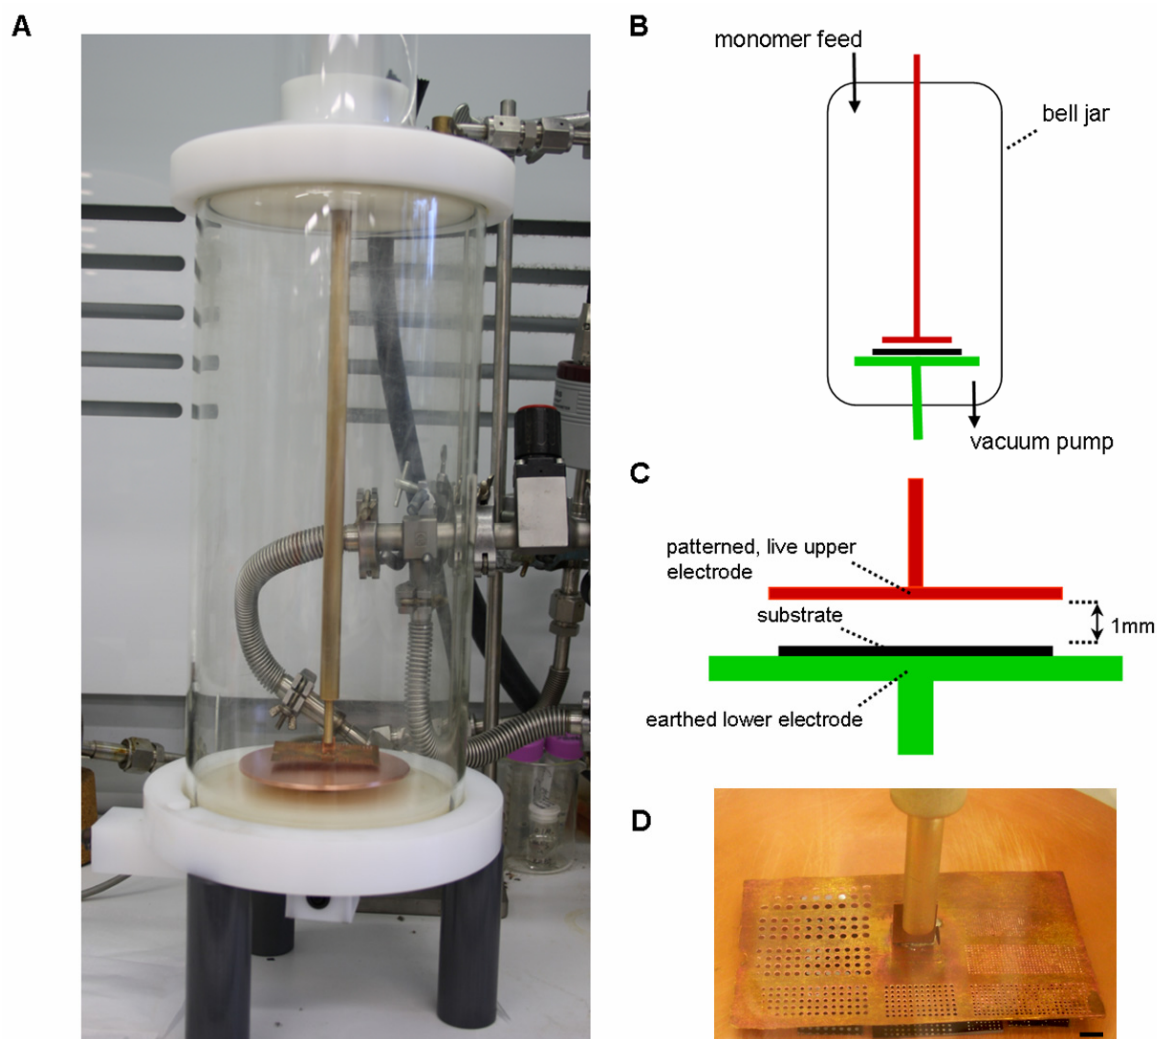 A
B
monomer feed
bell jar
vacuum pump
C
patterned, live upper
electrode
substrate
1mm
earthed lower electrode
D